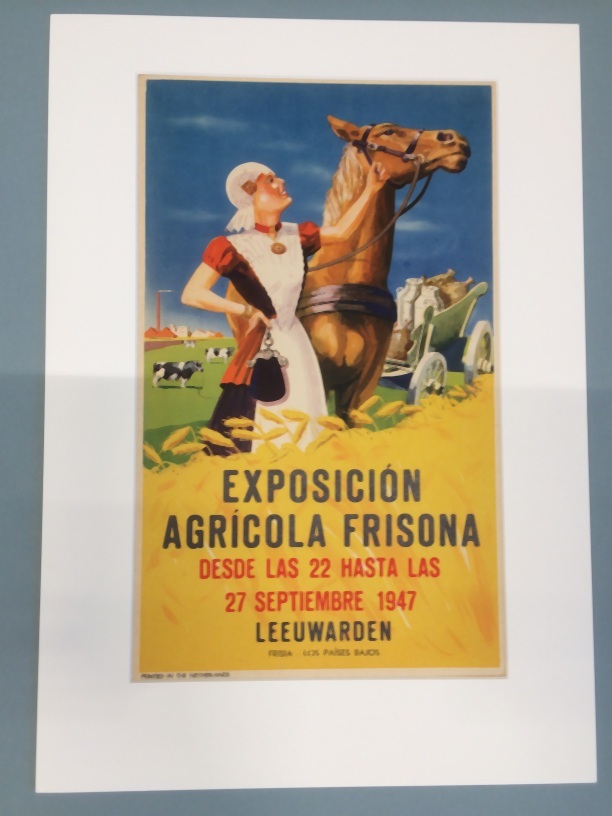 EXPOSICIÓN
AGRÍCOLA FRISONA
DESDE LAS 22 HASTA LAS
27 SEPTIEMBRE 1947
LEEUWARDEN
FRISIA - LOS PAÍSES BAJOS
PRINTED IN THE NETHERLANDS